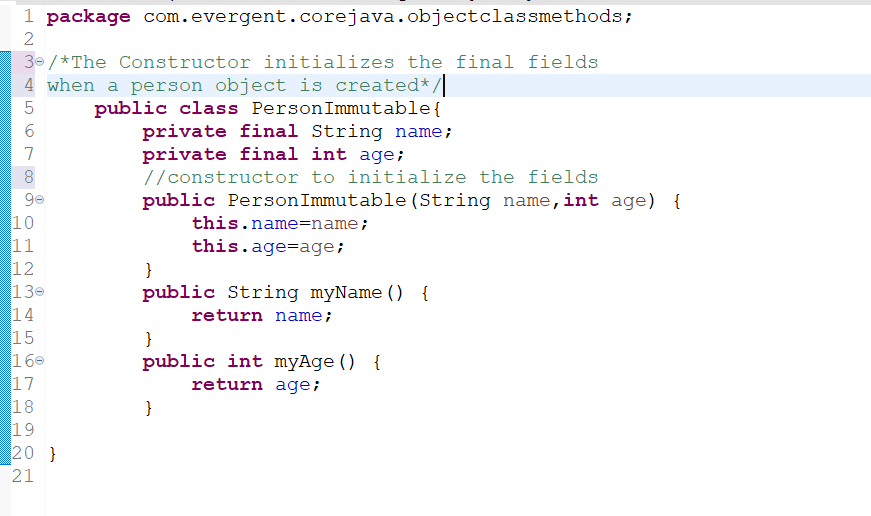 1 package com.evergent.corejava.objectclassmethods;
2
3 /*The Constructor initializes the final fields
4 when a person object is created*/
5 public class PersonImmutable{
6 private final String name;
7 private final int age;
8 //constructor to initialize the fields
9 public PersonImmutable(String name,int age) {
10 this.name=name;
11 this.age=age;
12 }
13 public String myName() {
14 return name;
15 }
16 public int myAge() {
17 return age;
18 }
19
20 }
21